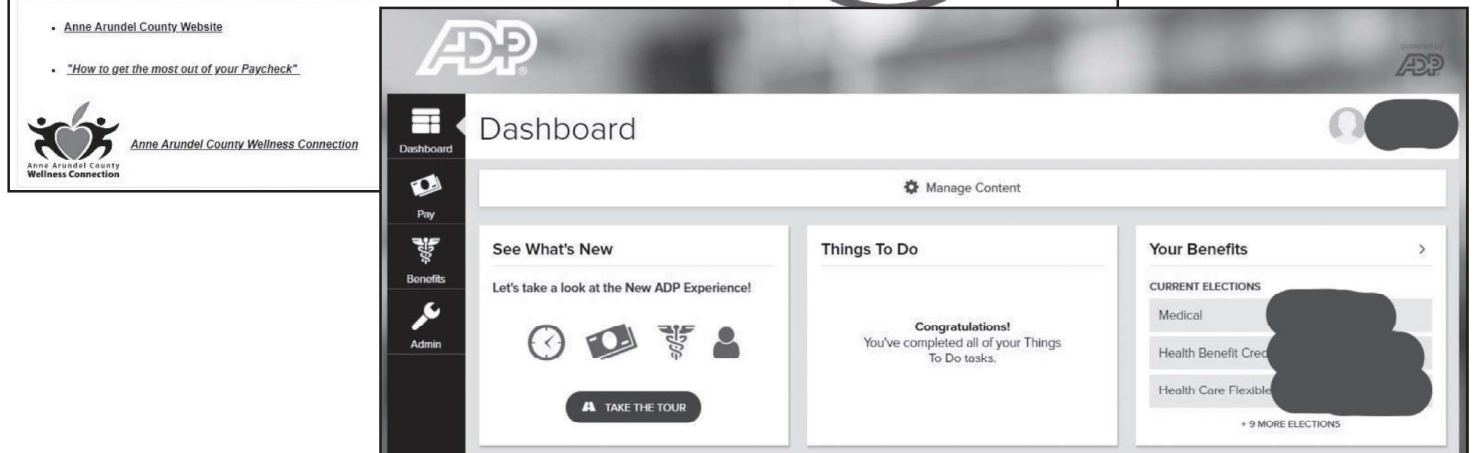 Anne Arundel County Website
"How to get the most out of your Paycheck"
Anne Arundel County
Wellness Connection
Anne Arundel County Wellness Connection
ADP
powered by
ADP
Dashboard
Pay
Benefits
Admin
Dashboard
Manage Content
See What's New
Let's take a look at the New ADP Experience!
TAKE THE TOUR
Things To Do
Congratulations!
You've completed all of your Things
To Do tasks.
Your Benefits
CURRENT ELECTIONS
Medical
Health Benefit Cred
Health Care Flexible
+ 9 MORE ELECTIONS